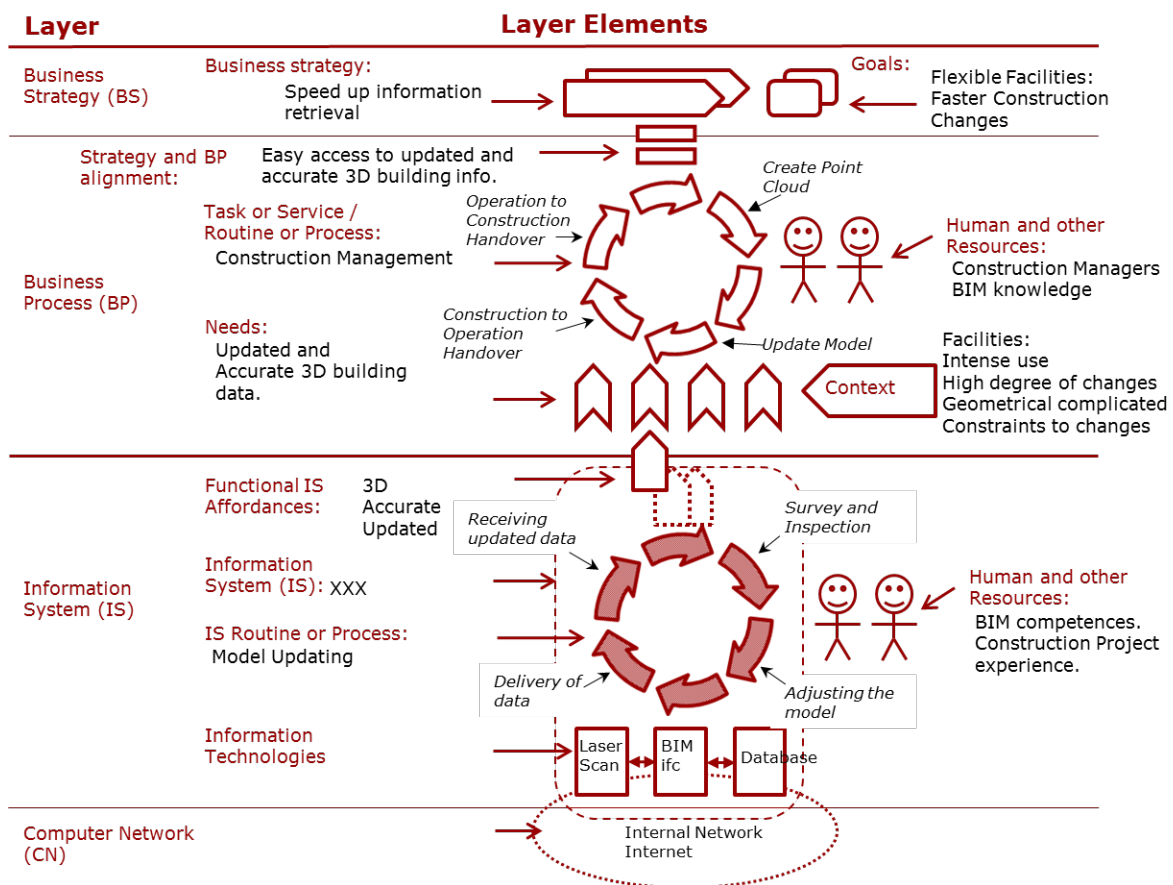 Layer
Layer Elements
Business
Strategy (BS)
Business strategy:
Speed up information
retrieval
Goals:
Flexible Facilities:
Faster Construction
Changes
Strategy and BP
alignment:
Easy access to updated and
accurate 3D building info.
Create Point
Cloud
Operation to
Construction
Handover
Task or Service /
Routine or Process:
Construction Management
Human and other
Resources:
Construction Managers
BIM knowledge
Business
Process (BP)
Construction to
Operation
Handover
Update Model
Needs:
Updated and
Accurate 3D building
data.
Context
Facilities:
Intense use
High degree of changes
Geometrical complicated
Constraints to changes
Functional IS
Affordances:
3D
Accurate
Updated
Receiving
updated data
Survey and
Inspection
Information
System (IS): XXX
Information
System (IS)
Human and other
Resources:
BIM competences.
Construction Project
experience.
IS Routine or Process:
Model Updating
Delivery of
data
Adjusting the
model
Information
Technologies
Laser
Scan
BIM
ifc
Database
Computer Network
(CN)
Internal Network
Internet